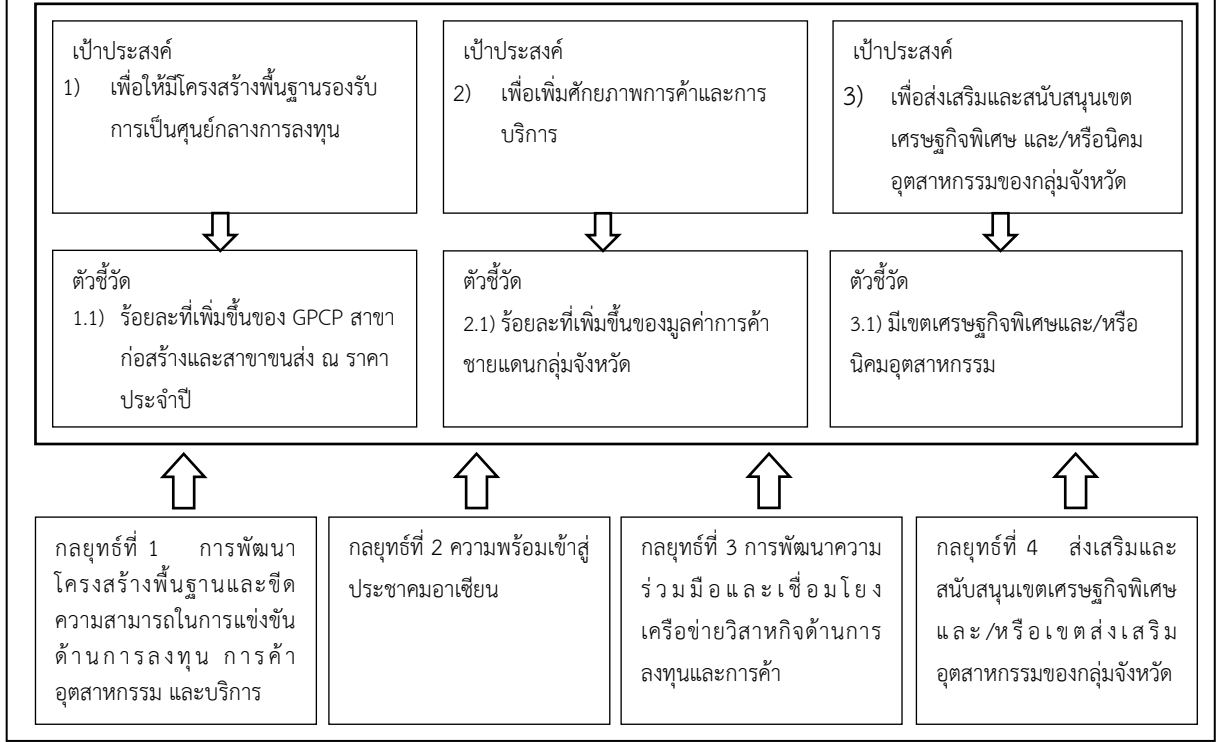 เป้าประสงค์
1) เพื่อให้มีโครงสร้างพื้นฐานรองรับ
การเป็นศูนย์กลางการลงทุน
เป้าประสงค์
2) เพื่อเพิ่มศักยภาพการค้าและการ
บริการ
เป้าประสงค์
3) เพื่อส่งเสริมและสนับสนุนเขต
เศรษฐกิจพิเศษ และ/หรือนิคม
อุตสาหกรรมของกลุ่มจังหวัด
ตัวชี้วัด
1.1) ร้อยละที่เพิ่มขึ้นของ GPCP สาขา
ก่อสร้างและสาขาขนส่ง ณ ราคา
ประจำปี
ตัวชี้วัด
2.1) ร้อยละที่เพิ่มขึ้นของมูลค่าการค้า
ชายแดนกลุ่มจังหวัด
ตัวชี้วัด
3.1) มีเขตเศรษฐกิจพิเศษและ/หรือ
นิคมอุตสาหกรรม
กลยุทธ์ที่ 1 การพัฒนา
โครงสร้างพื้นฐานและขีด
ความสามารถในการแข่งขัน
ด้านการลงทุน การค้า
อุตสาหกรรม และบริการ
กลยุทธ์ที่ 2 ความพร้อมเข้าสู่
ประชาคมอาเซียน
กลยุทธ์ที่ 3 การพัฒนาความ
ร่วมมือและเชื่อมโยง
เครือข่ายวิสาหกิจด้านการ
ลงทุนและการค้า
กลยุทธ์ที่ 4 ส่งเสริมและ
สนับสนุนเขตเศรษฐกิจพิเศษ
และ/หรือเขตส่งเสริม
อุตสาหกรรมของกลุ่มจังหวัด